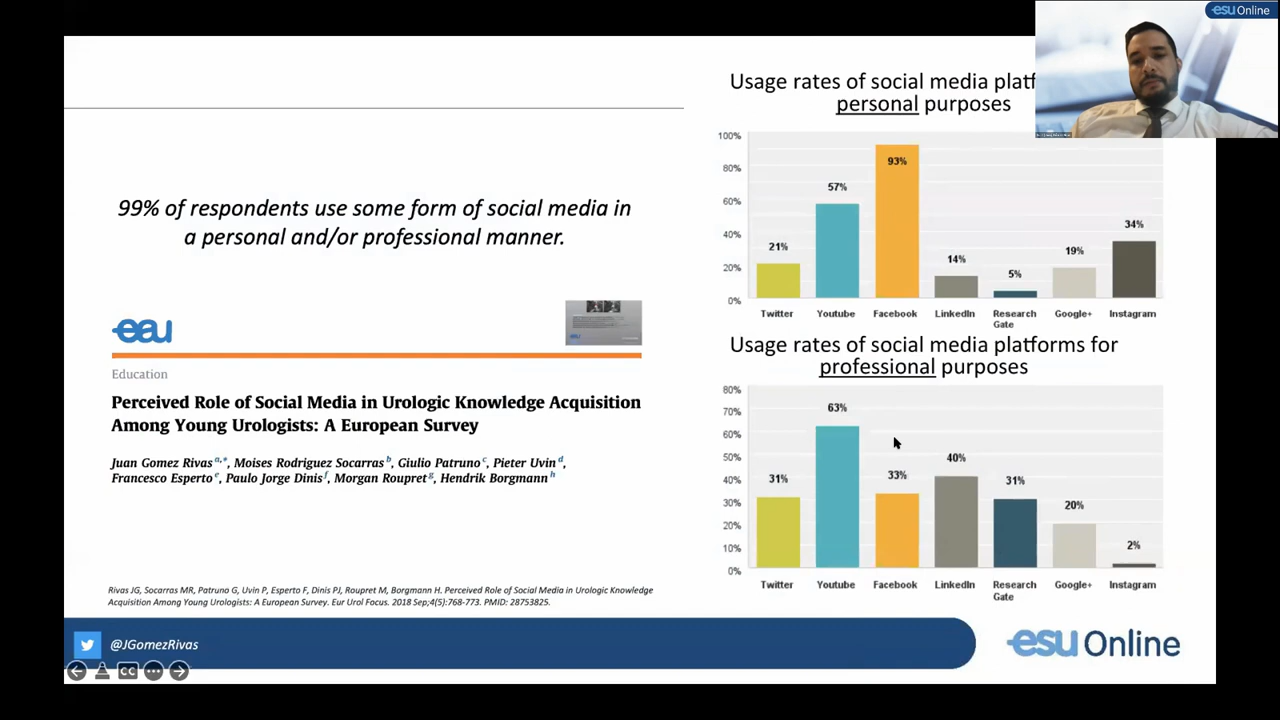 esu Online
Usage rates of social media platf
personal purposes
100%
80%
60%
40%
20%
0%
21%
57%
93%
14%
5%
19%
34%
Twitter
Youtube
Facebook
LinkedIn
Research
Gate
Google+
Instagram
99% of respondents use some form of social media in
a personal and/or professional manner.
eau
Education
Perceived Role of Social Media in Urologic Knowledge Acquisition
Among Young Urologists: A European Survey
Juan Gomez Rivas a,*, Moises Rodriguez Socarras b, Giulio Patruno c, Pieter Uvin d,
Francesco Esperto e, Paulo Jorge Dinis f, Morgan Roupret g, Hendrik Borgmann h
Usage rates of social media platforms for
professional purposes
80%
70%
60%
50%
40%
30%
20%
10%
0%
31%
63%
33%
40%
31%
20%
2%
Twitter
Youtube
Facebook
LinkedIn
Research
Gate
Google+
Instagram
Rivas JG, Socarras MR, Patruno G, Uvin P, Esperto F, Dinis PJ, Roupret M, Borgmann H. Perceived Role of Social Media in Urologic Knowledge
Acquisition Among Young Urologists: A European Survey. Eur Urol Focus. 2018 Sep;4(5):768-773. PMID: 28753825.
@JGomezRivas
CC
esu Online